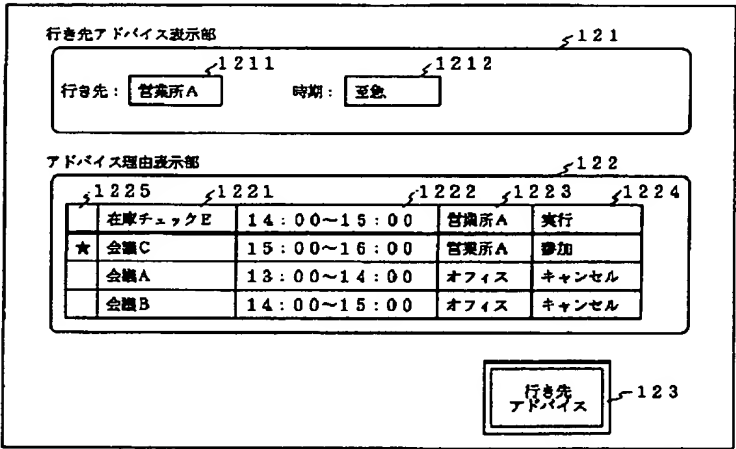 行き先アドバイス表示部 121
1211 1212
行き先： 営業所A 時期： 至急
アドバイス理由表示部 122
1225 1221 1222 1223 1224
在庫チェックE 14：00〜15：00 営業所A 実行
★ 会議C 15：00〜16：00 営業所A 参加
会議A 13：00〜14：00 オフィス キャンセル
会議B 14：00〜15：00 オフィス キャンセル
行き先 123
アドバイス